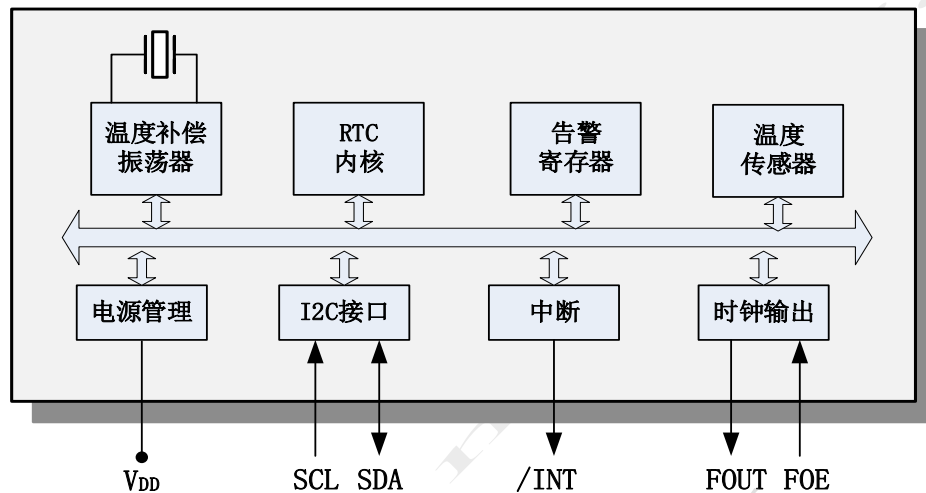 温度补偿
振荡器
RTC
内核
告警
寄存器
温度
传感器
电源管理
I2C接口
中断
时钟输出
VDD
SCL SDA
/INT
FOUT FOE